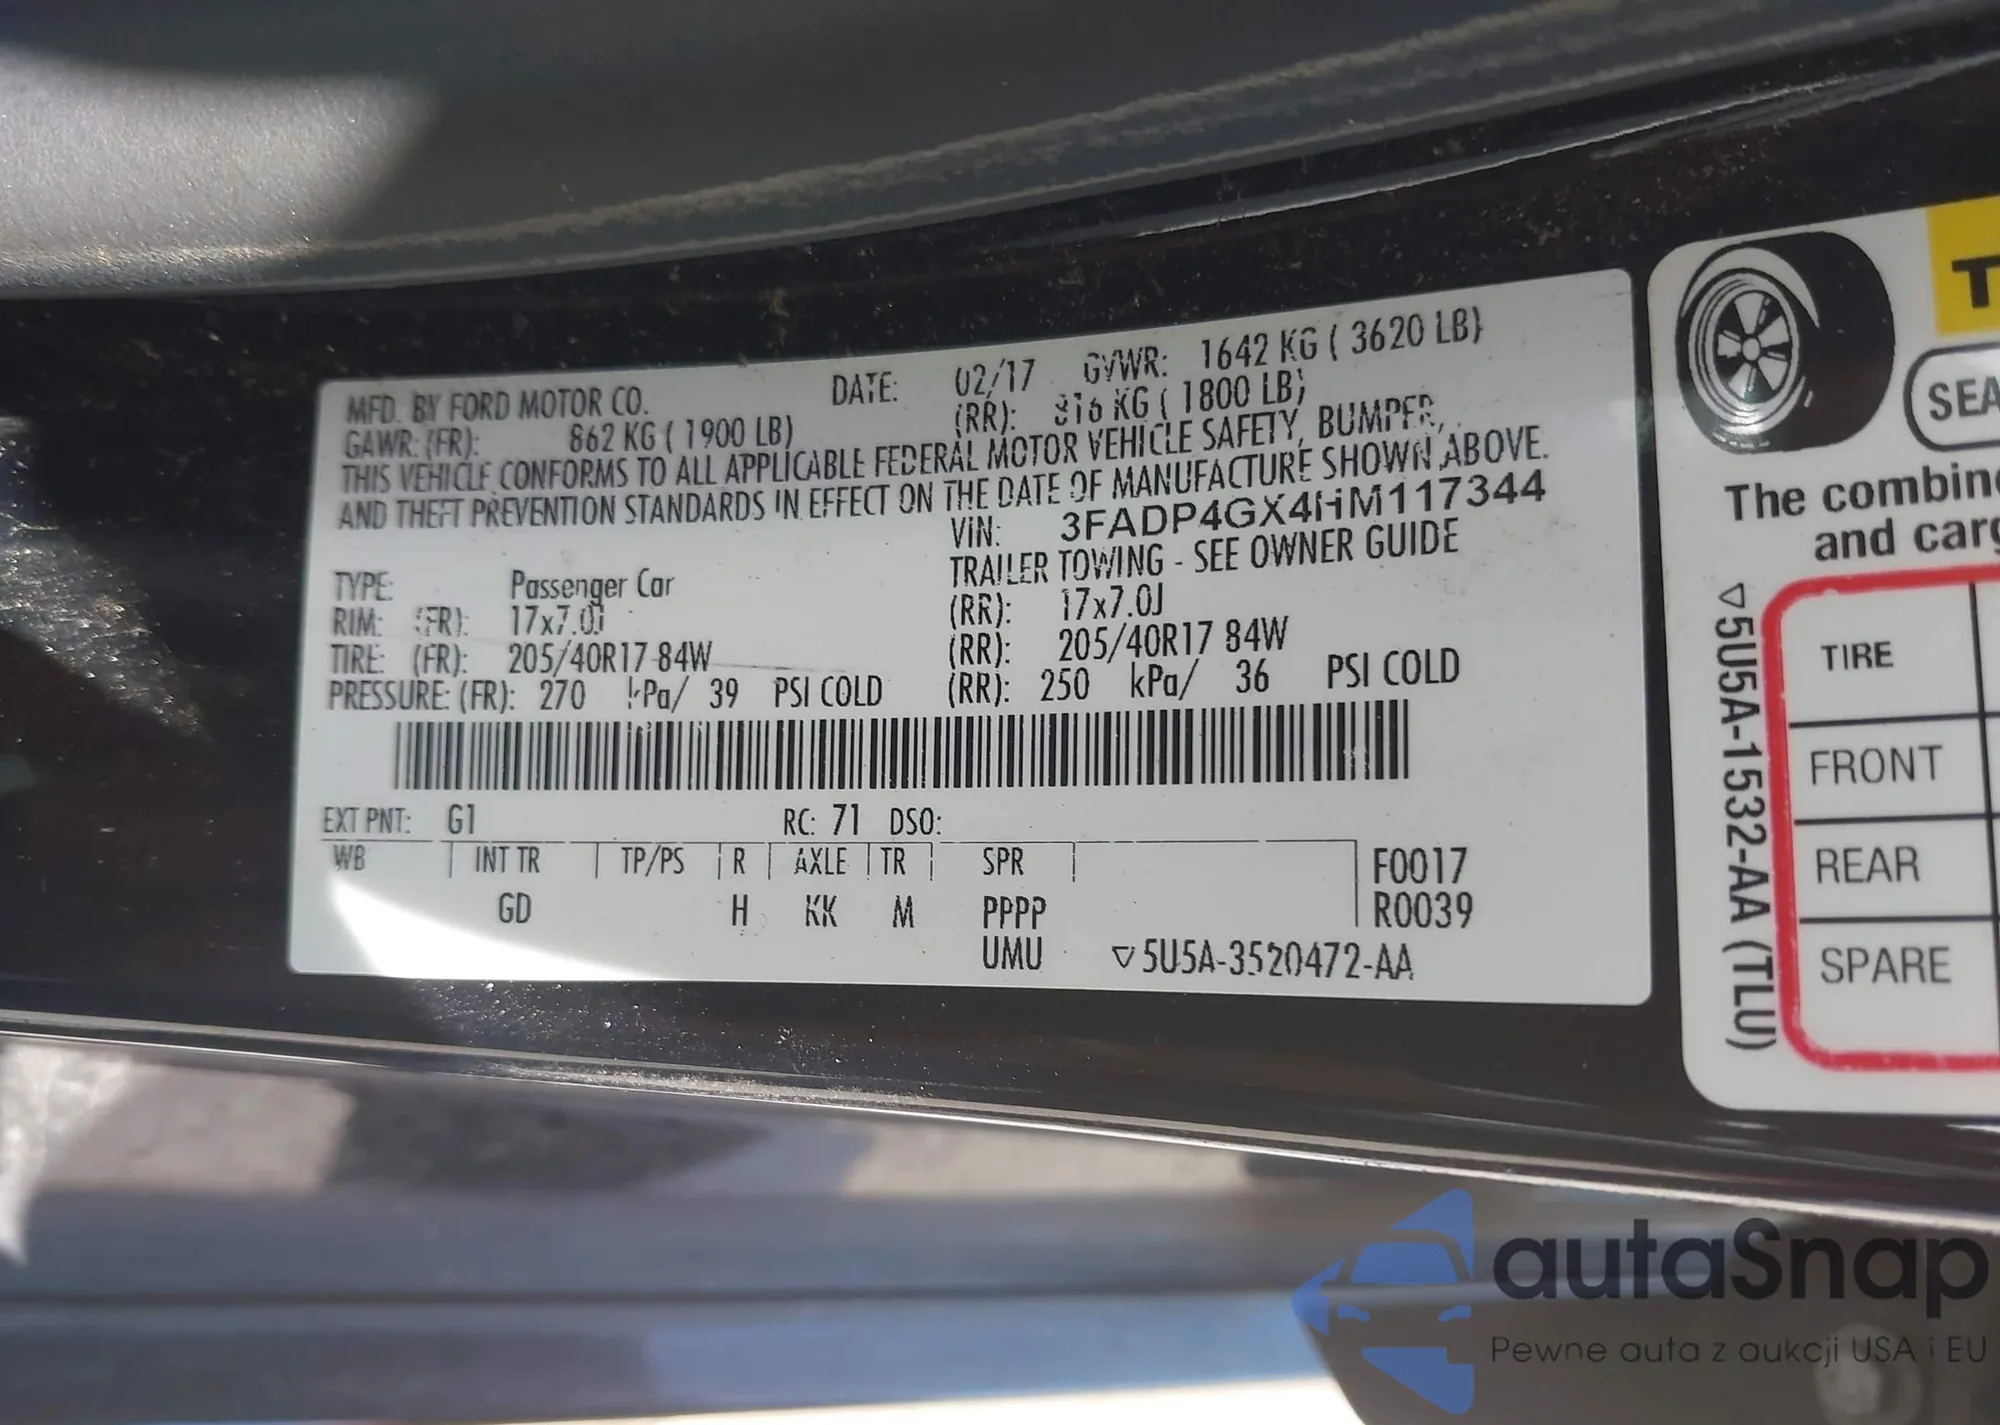 MFD. BY FORD MOTOR CO. DATE: 02/17 GVWR: 1642 KG ( 3620 LB)
GAWR: (FR): 862 KG ( 1900 LB) (RR): 816 KG ( 1800 LB)
THIS VEHICLE CONFORMS TO ALL APPLICABLE FEDERAL MOTOR VEHICLE SAFETY, BUMPER,
AND THEFT PREVENTION STANDARDS IN EFFECT ON THE DATE OF MANUFACTURE SHOWN ABOVE.
VIN: 3FADP4GX4HM117344
TRAILER TOWING - SEE OWNER GUIDE
TYPE: Passenger Car
RIM: (FR): 17x7.0J (RR): 17x7.0J
TIRE: (FR): 205/40R17 84W (RR): 205/40R17 84W
PRESSURE: (FR): 270 kPa/ 39 PSI COLD (RR): 250 kPa/ 36 PSI COLD
EXT PNT: G1 RC: 71 DSO:
WB INT TR TP/PS R AXLE TR SPR F0017
GD H KK M PPPP R0039
UMU ▽5U5A-3520472-AA
T
SEA
The combin
and carg
▽5U5A-1532-AA (TLU)
TIRE
FRONT
REAR
SPARE
autaSnap
Pewne auta z aukcji USA i EU